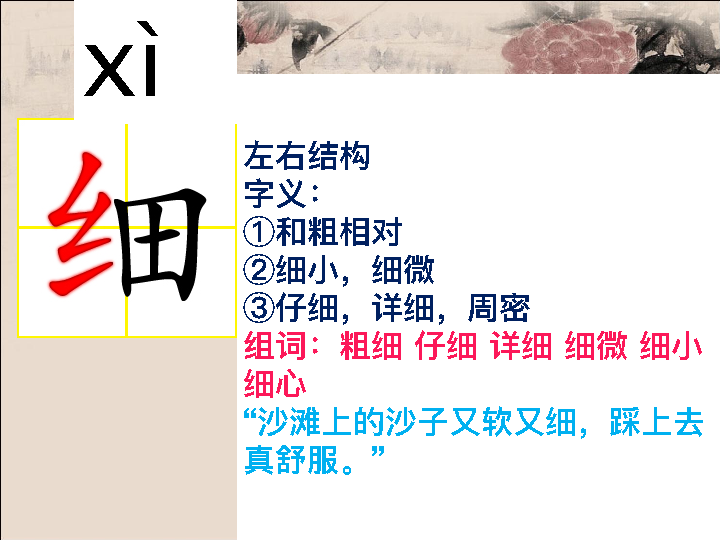 xì
细
左右结构
字义：
①和粗相对
②细小，细微
③仔细，详细，周密
组词：粗细 仔细 详细 细微 细小
细心
“沙滩上的沙子又软又细，踩上去
真舒服。”